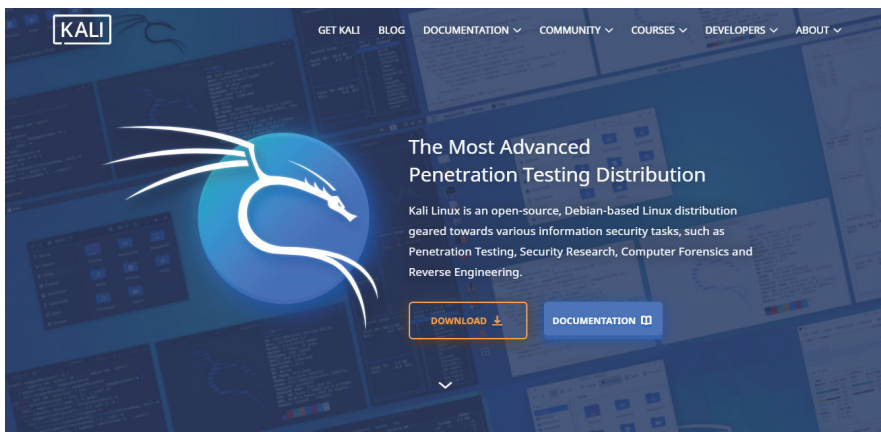 KALI
GET KALI BLOG DOCUMENTATION COMMUNITY COURSES DEVELOPERS ABOUT
The Most Advanced
Penetration Testing Distribution
Kali Linux is an open-source, Debian-based Linux distribution
geared towards various information security tasks, such as
Penetration Testing, Security Research, Computer Forensics and
Reverse Engineering.
DOWNLOAD DOCUMENTATION